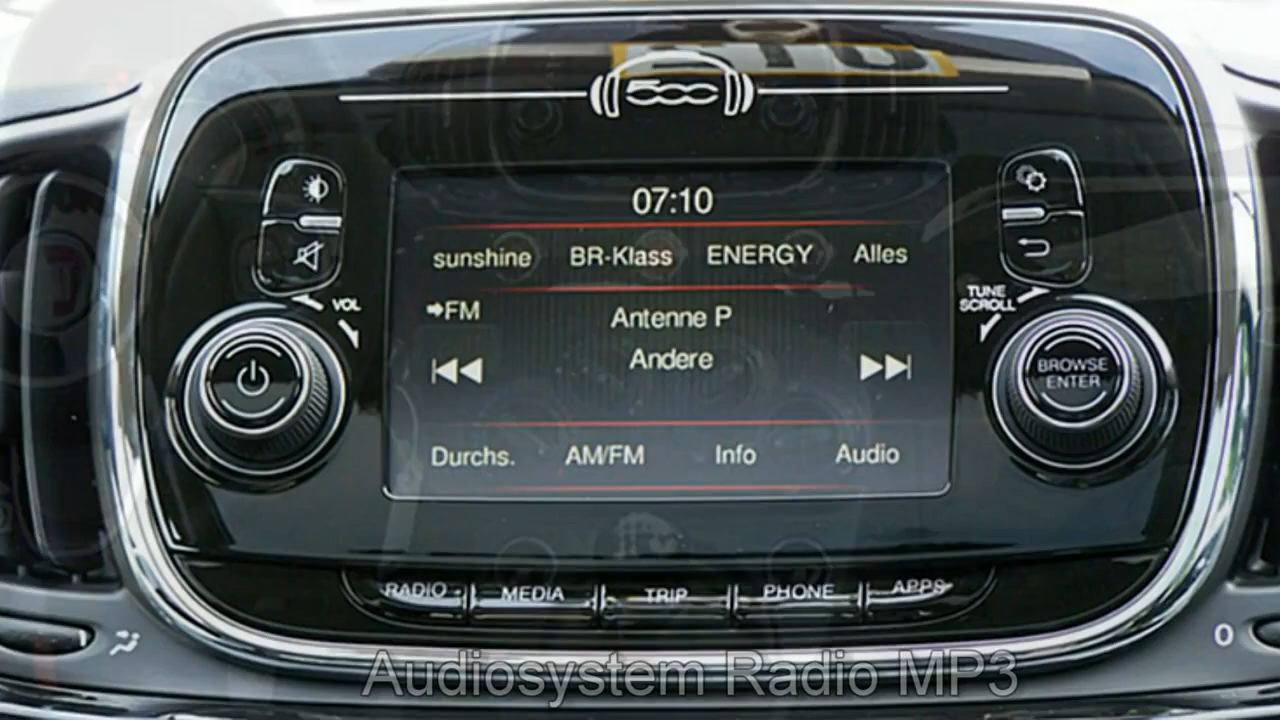 500
07:10
sunshine BR-Klass ENERGY Alles
FM Antenne P
Andere
Durchs. AM/FM Info Audio
VOL
TUNE
SCROLL
BROWSE
ENTER
RADIO MEDIA TRIP PHONE APPS
0
Audiosystem Radio MP3